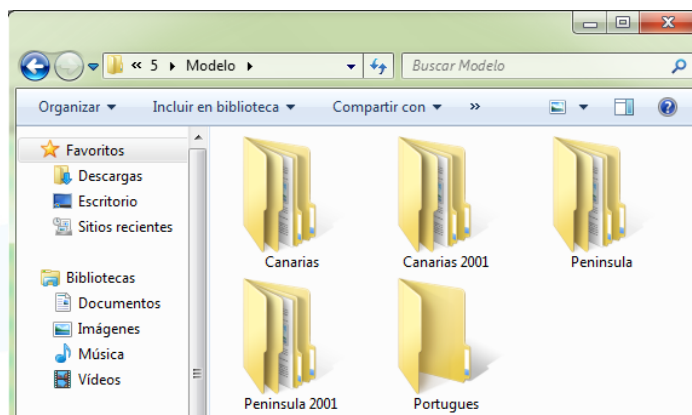 « 5 ▸ Modelo ▸
Buscar Modelo
Organizar ▾ Incluir en biblioteca ▾ Compartir con ▾ »
Favoritos
Descargas
Escritorio
Sitios recientes
Bibliotecas
Documentos
Imágenes
Música
Vídeos
Canarias
Canarias 2001
Peninsula
Peninsula 2001
Portugues